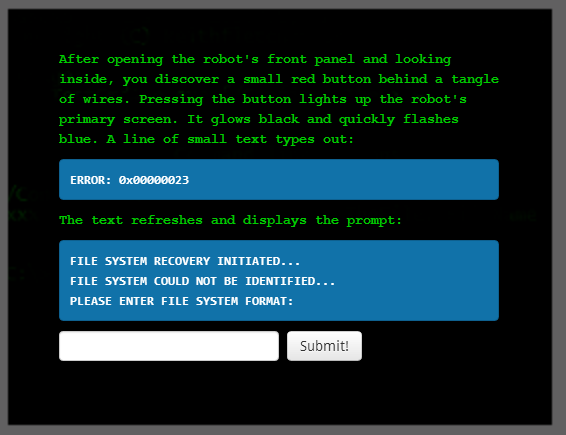 After opening the robot's front panel and looking
inside, you discover a small red button behind a tangle
of wires. Pressing the button lights up the robot's
primary screen. It glows black and quickly flashes
blue. A line of small text types out:
ERROR: 0x00000023
The text refreshes and displays the prompt:
FILE SYSTEM RECOVERY INITIATED...
FILE SYSTEM COULD NOT BE IDENTIFIED...
PLEASE ENTER FILE SYSTEM FORMAT:
Submit!